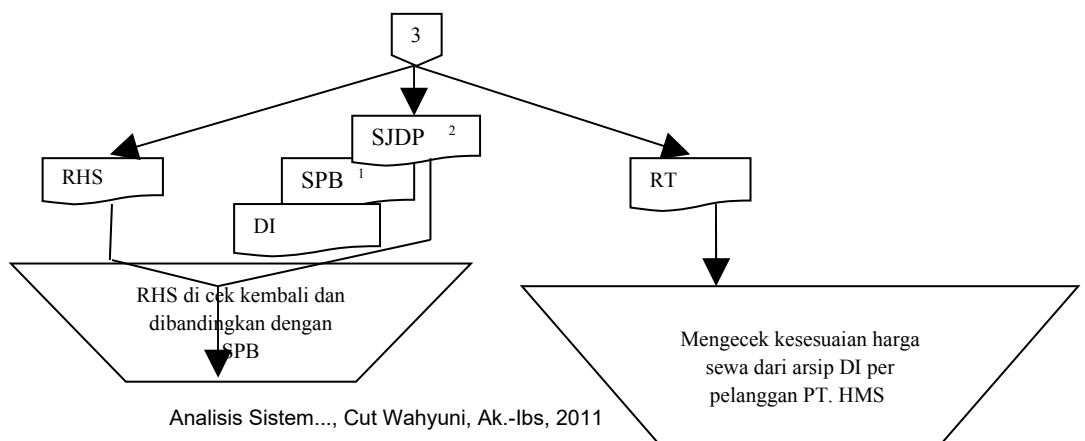 3
SJDP 2
RHS
SPB 1
RT
DI
RHS di cek kembali dan
dibandingkan dengan
SPB
Mengecek kesesuaian harga
sewa dari arsip DI per
pelanggan PT. HMS
Analisis Sistem..., Cut Wahyuni, Ak.-Ibs, 2011